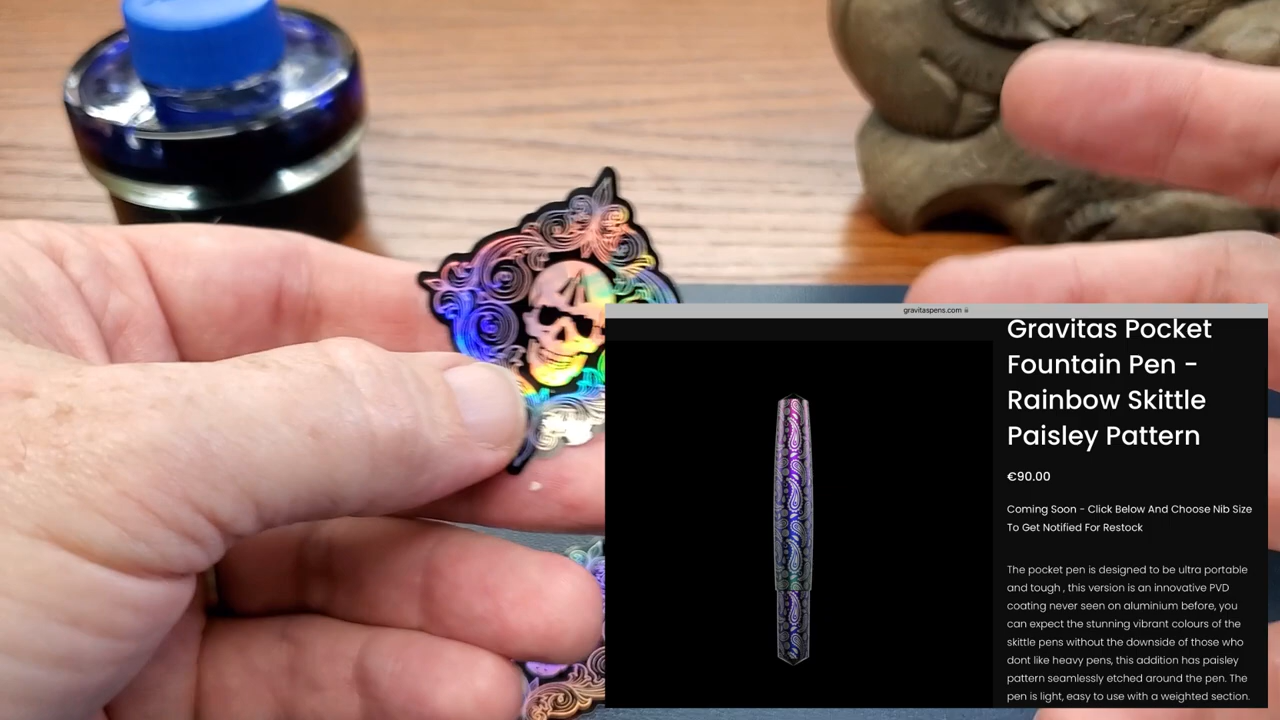 gravitaspens.com
Gravitas Pocket
Fountain Pen -
Rainbow Skittle
Paisley Pattern
€90.00
Coming Soon - Click Below And Choose Nib Size
To Get Notified For Restock
The pocket pen is designed to be ultra portable
and tough , this version is an innovative PVD
coating never seen on aluminium before, you
can expect the stunning vibrant colours of the
skittle pens without the downside of those who
dont like heavy pens, this addition has paisley
pattern seamlessly etched around the pen. The
pen is light, easy to use with a weighted section.